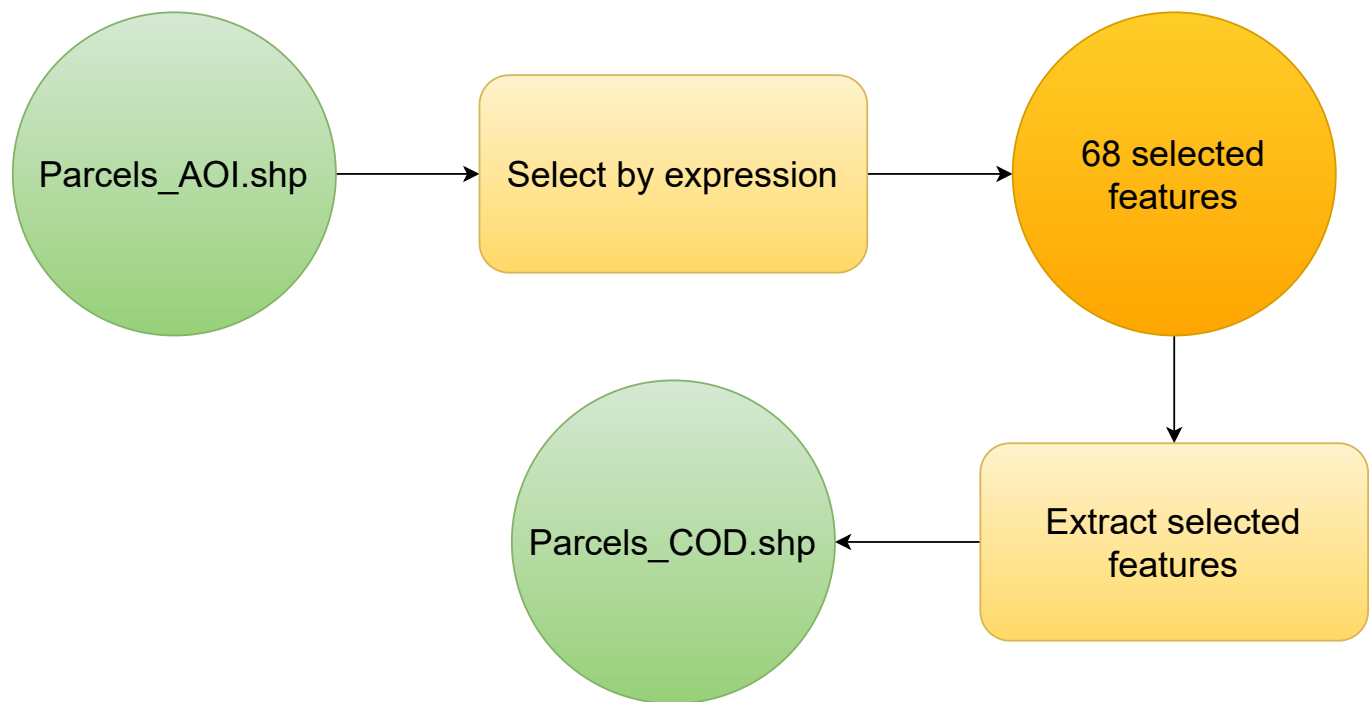 Parcels_AOI.shp
Select by expression
68 selected
features
Extract selected
features
Parcels_COD.shp